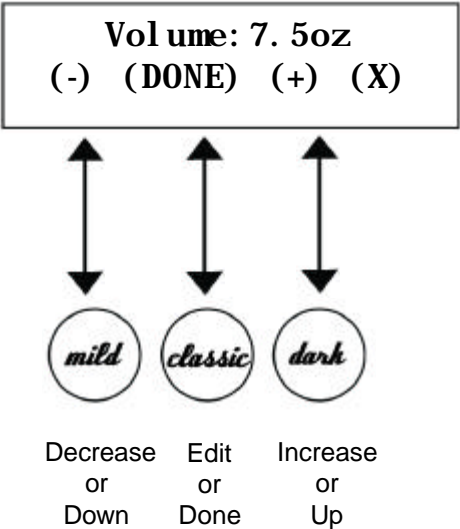 Volume: 7.5oz
(-) (DONE) (+) (X)
mild classic dark
Decrease Edit Increase
or or or
Down Done Up